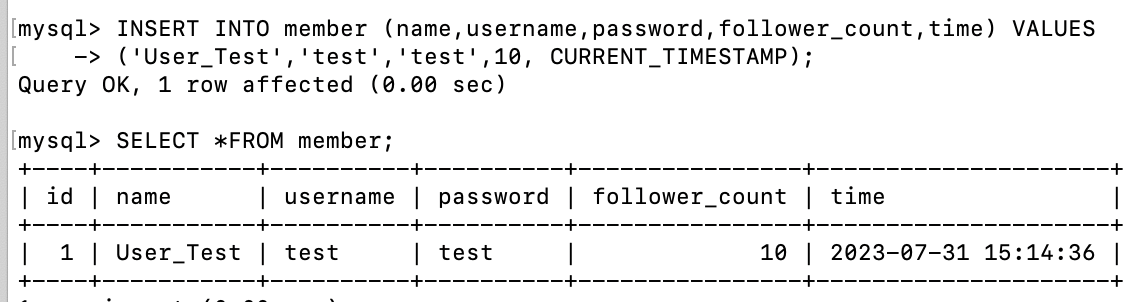 [mysql> INSERT INTO member (name,username,password,follower_count,time) VALUES
[    -> ('User_Test','test','test',10, CURRENT_TIMESTAMP);
Query OK, 1 row affected (0.00 sec)
[mysql> SELECT *FROM member;
+----+-----------+----------+----------+----------------+---------------------+
| id | name      | username | password | follower_count | time                |
+----+-----------+----------+----------+----------------+---------------------+
|  1 | User_Test | test     | test     |             10 | 2023-07-31 15:14:36 |
+----+-----------+----------+----------+----------------+---------------------+